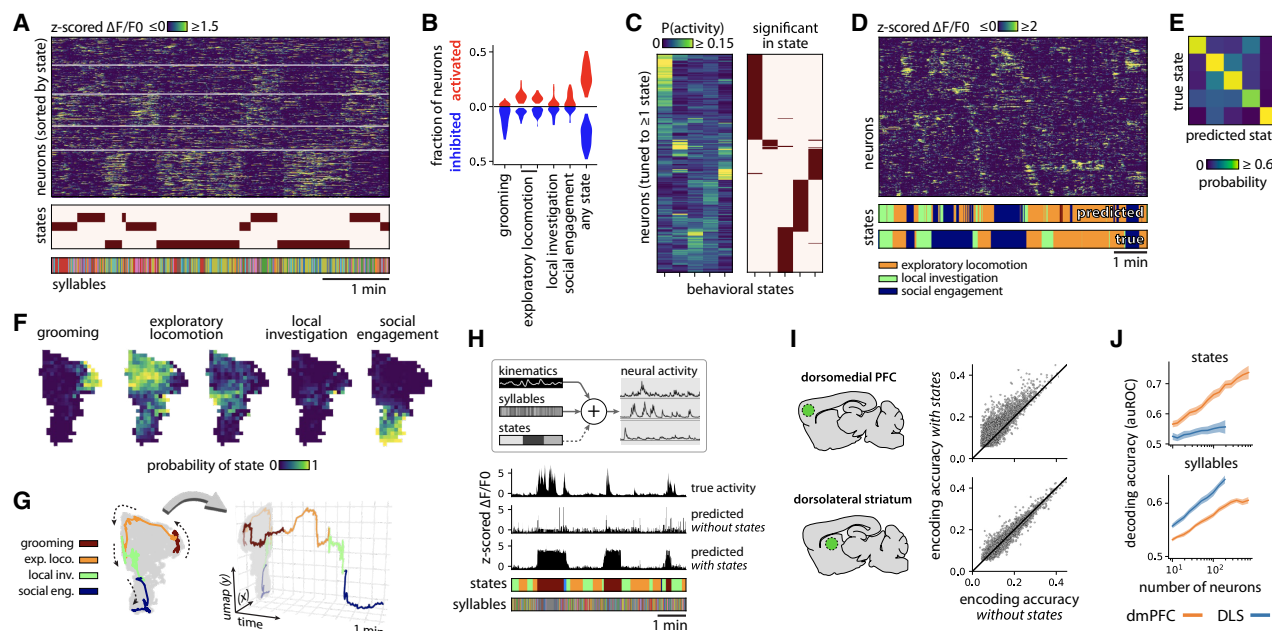 A
z-scored ΔF/F0 ≤0 ≥1.5
neurons (sorted by state)
states
syllables
1 min
B
fraction of neurons
inhibited activated
0.5
0.0
0.5
grooming
exploratory locomotion
local investigation
social engagement
any state
C
P(activity)
0 ≥ 0.15
significant
in state
neurons (tuned to ≥1 state)
behavioral states
D
z-scored ΔF/F0 ≤0 ≥2
neurons
states
predicted
true
1 min
exploratory locomotion
local investigation
social engagement
E
true state
predicted stat
0 ≥ 0.6
probability
F
grooming
exploratory
locomotion
local
investigation
social
engagement
probability of state 0 1
G
grooming
exp. loco.
local inv.
social eng.
umap (y)
(x)
time
1 min
H
kinematics
syllables
states
+
neural activity
z-scored ΔF/F0
5
0
5
0
5
0
true activity
predicted
without states
predicted
with states
states
syllables
1 min
I
dorsomedial PFC
dorsolateral striatum
encoding accuracy with states
0.4
0.2
0.0
0.4
0.2
0.0
0.0 0.2 0.4
encoding accuracy
without states
J
states
decoding accuracy (auROC)
0.7
0.6
0.5
syllables
0.6
0.5
10¹ 10²
number of neurons
dmPFC DLS